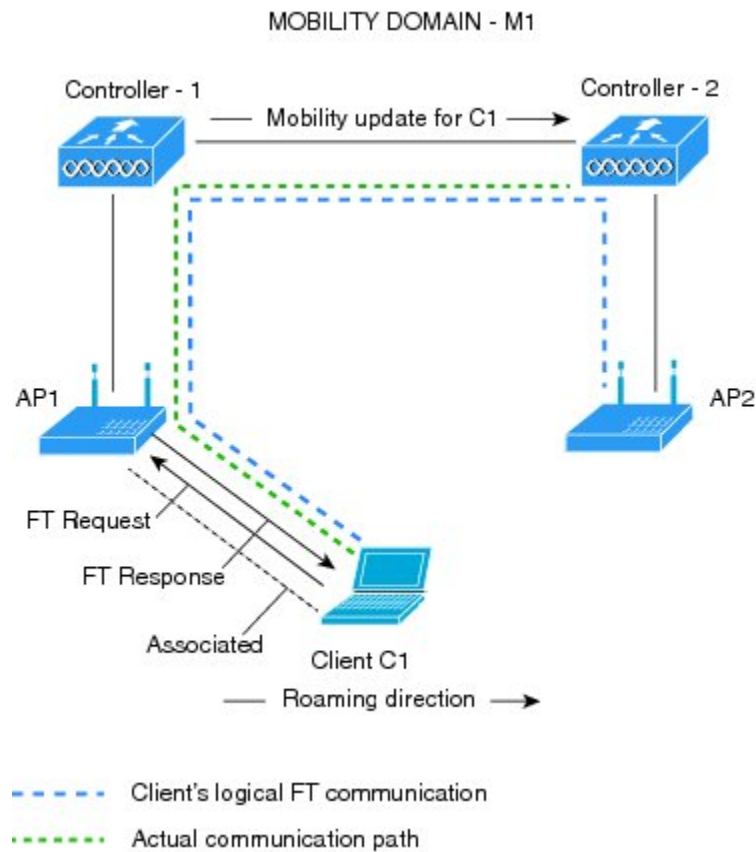 MOBILITY DOMAIN - M1
Controller - 1
Controller - 2
Mobility update for C1
AP1
AP2
FT Request
FT Response
Associated
Client C1
Roaming direction
Client's logical FT communication
Actual communication path